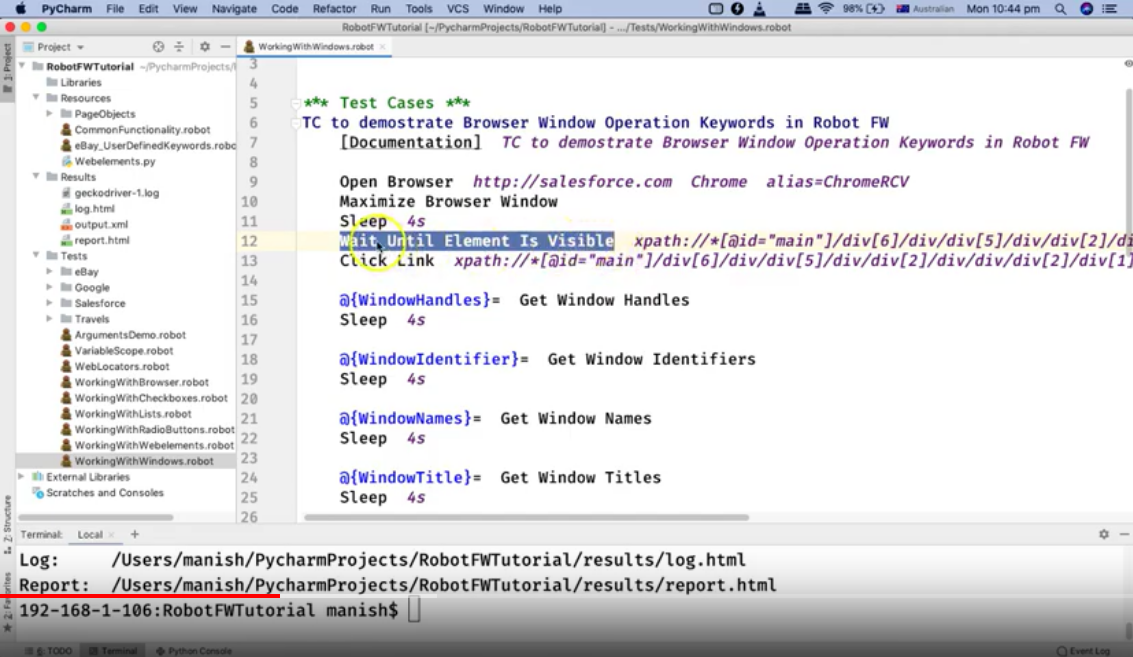 PyCharm File Edit View Navigate Code Refactor Run Tools VCS Window Help 98% Australian Mon 10:44 pm
RobotFWTutorial [~/PycharmProjects/RobotFWTutorial] - .../Tests/WorkingWithWindows.robot
1: Project
Project
WorkingWithWindows.robot
RobotFWTutorial ~/PycharmProjects/
Libraries
Resources
PageObjects
CommonFunctionality.robot
eBay_UserDefinedKeywords.robo
Webelements.py
Results
geckodriver-1.log
log.html
output.xml
report.html
Tests
eBay
Google
Salesforce
Travels
ArgumentsDemo.robot
VariableScope.robot
WebLocators.robot
WorkingWithBrowser.robot
WorkingWithCheckboxes.robot
WorkingWithLists.robot
WorkingWithRadioButtons.robot
WorkingWithWebelements.robot
WorkingWithWindows.robot
External Libraries
Scratches and Consoles
3
4
5 *** Test Cases ***
6 TC to demostrate Browser Window Operation Keywords in Robot FW
7 [Documentation] TC to demostrate Browser Window Operation Keywords in Robot FW
8
9 Open Browser http://salesforce.com Chrome alias=ChromeRCV
10 Maximize Browser Window
11 Sleep 4s
12 Wait Until Element Is Visible xpath://*[@id="main"]/div[6]/div/div[5]/div/div[2]/di
13 Click Link xpath://*[@id="main"]/div[6]/div/div[5]/div/div[2]/div/div[2]/div[1]
14
15 @{WindowHandles}= Get Window Handles
16 Sleep 4s
17
18 @{WindowIdentifier}= Get Window Identifiers
19 Sleep 4s
20
21 @{WindowNames}= Get Window Names
22 Sleep 4s
23
24 @{WindowTitle}= Get Window Titles
25 Sleep 4s
26
Z: Structure
2: Favorites
Terminal: Local +
Log: /Users/manish/PycharmProjects/RobotFWTutorial/results/log.html
Report: /Users/manish/PycharmProjects/RobotFWTutorial/results/report.html
192-168-1-106:RobotFWTutorial manish$
6: TODO Terminal Python Console Event Log